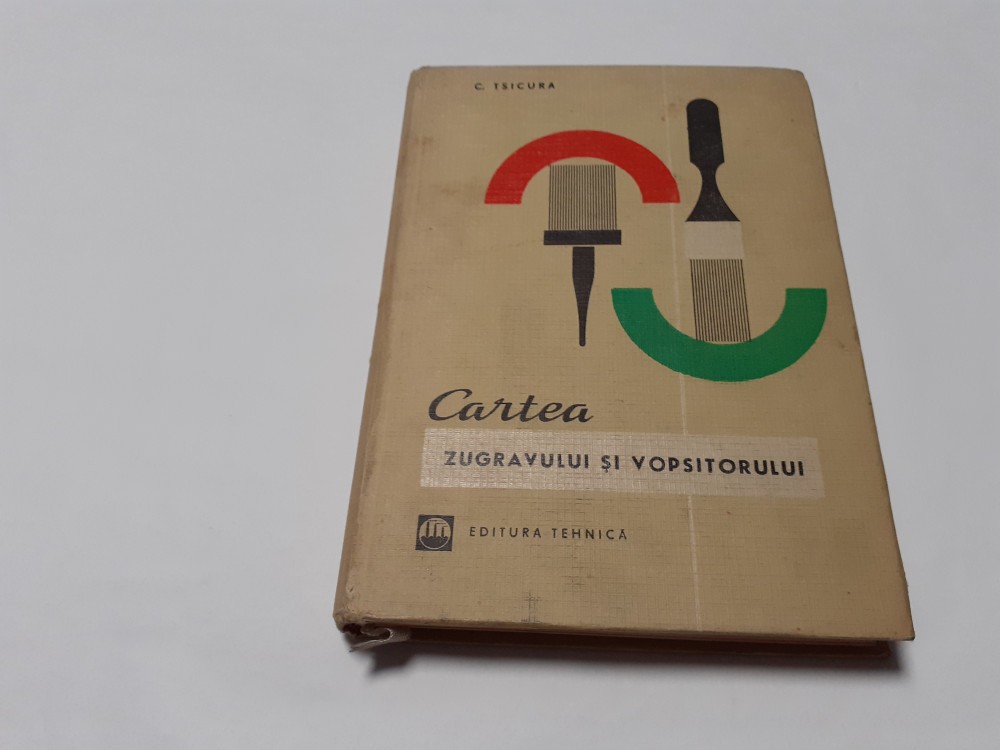 C. TSICURA
Cartea
ZUGRAVULUI ȘI VOPSITORULUI
EDITURA TEHNICĂ